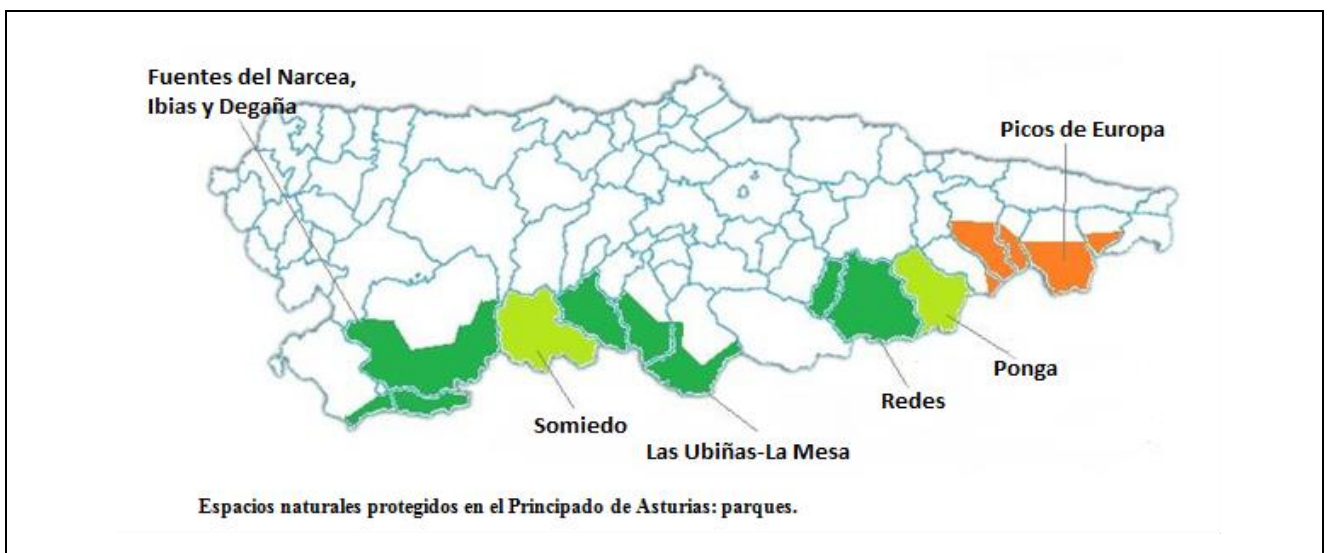 Fuentes del Narcea,
Ibias y Degaña
Picos de Europa
Ponga
Redes
Somiedo
Las Ubiñas-La Mesa
Espacios naturales protegidos en el Principado de Asturias: parques.